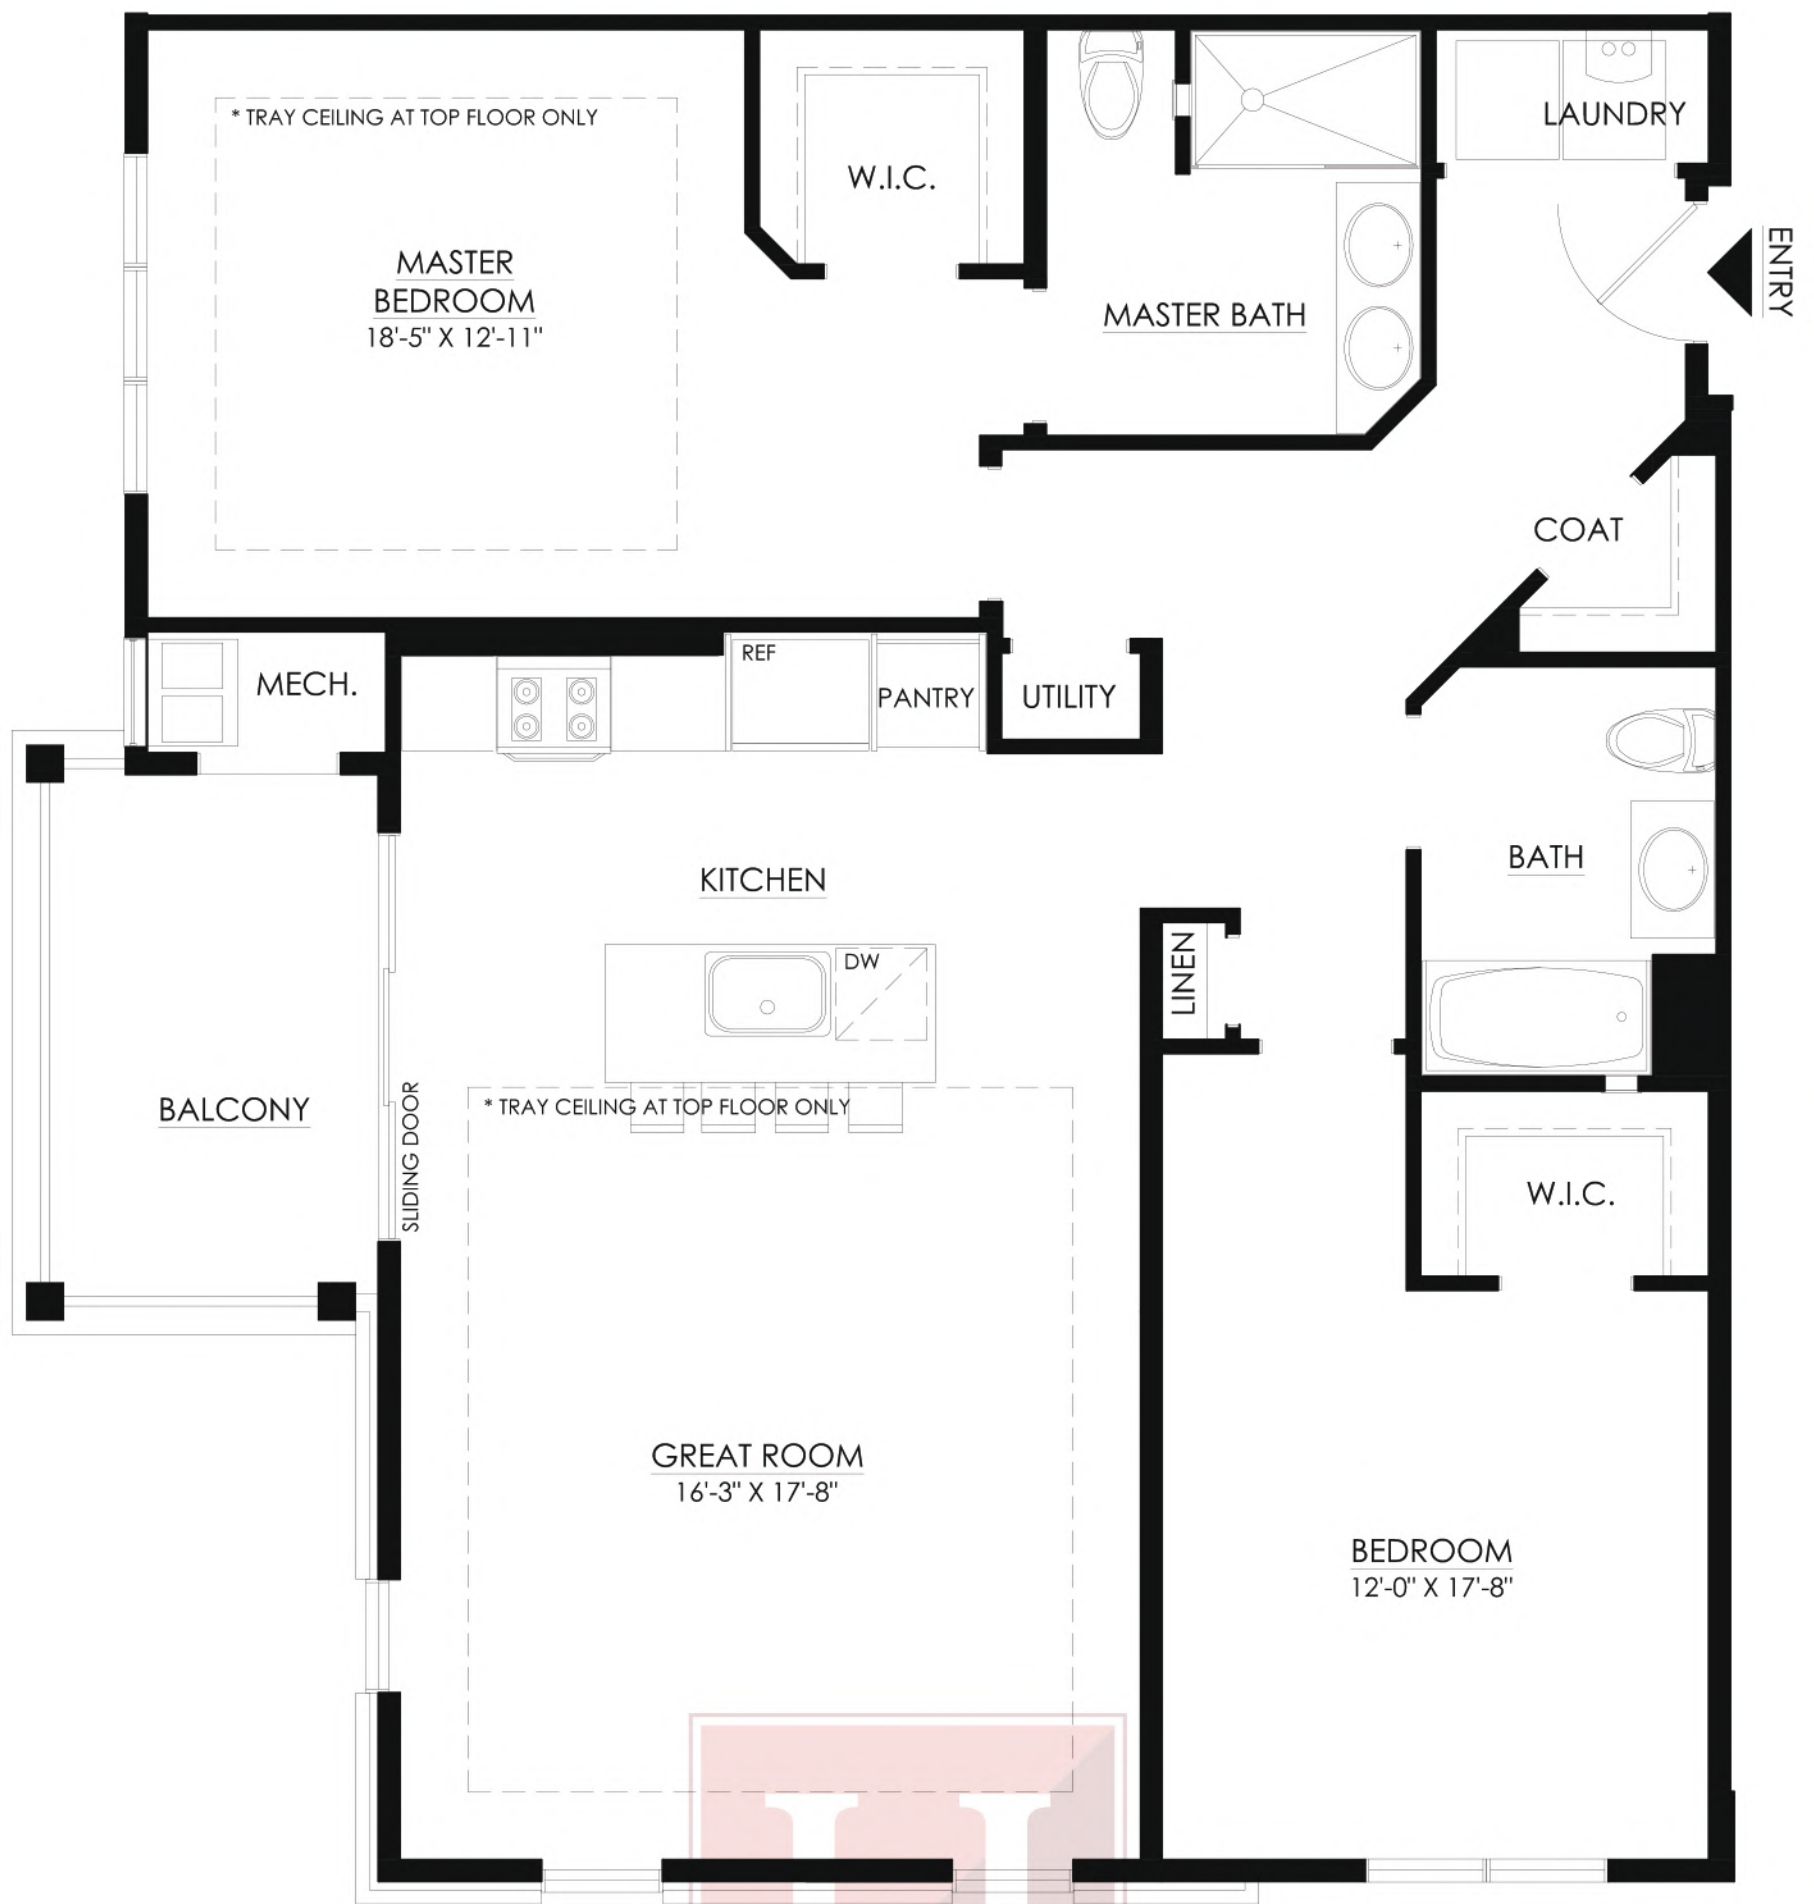 * TRAY CEILING AT TOP FLOOR ONLY
LAUNDRY
W.I.C.
ENTRY
MASTER
BEDROOM
18'-5" X 12'-11"
MASTER BATH
COAT
REF
MECH.
PANTRY
UTILITY
KITCHEN
BATH
DW
LINEN
BALCONY
SLIDING DOOR
* TRAY CEILING AT TOP FLOOR ONLY
W.I.C.
GREAT ROOM
16'-3" X 17'-8"
BEDROOM
12'-0" X 17'-8"